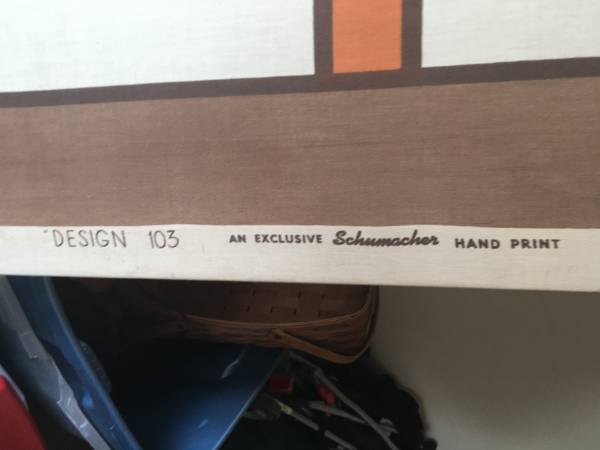 DESIGN 103 AN EXCLUSIVE Schumacher HAND PRINT